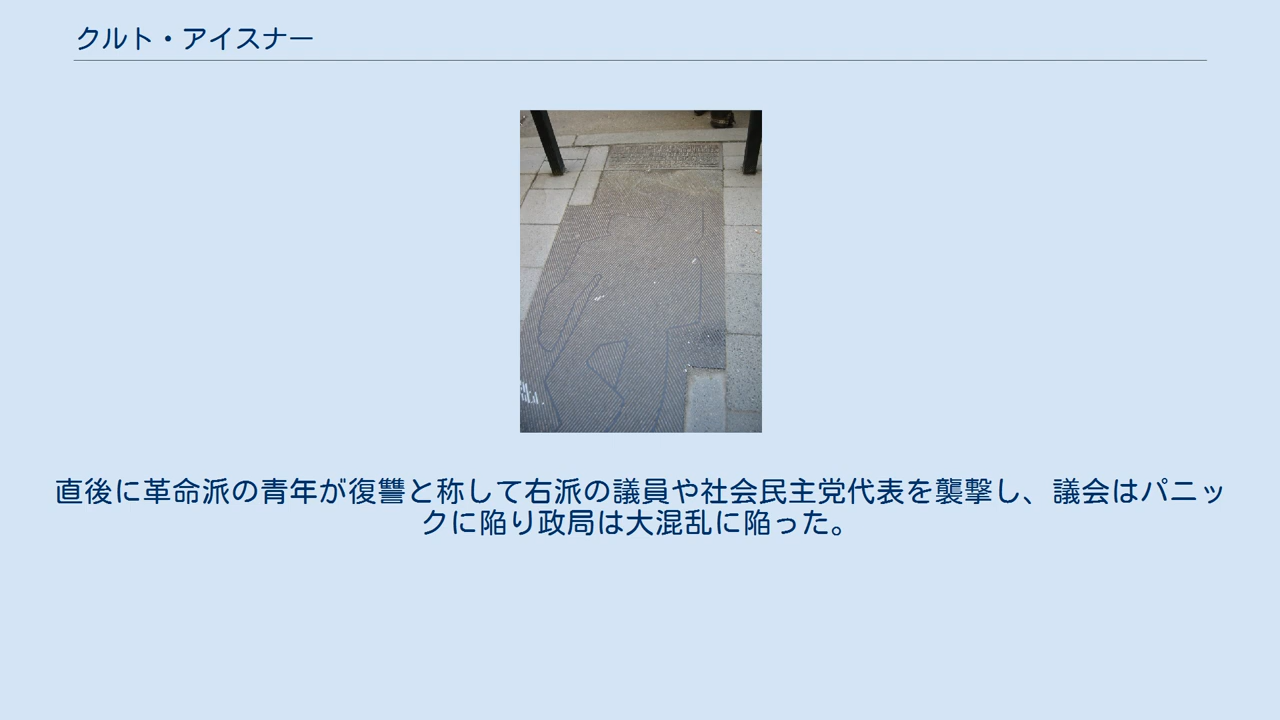 クルト・アイスナー
直後に革命派の青年が復讐と称して右派の議員や社会民主党代表を襲撃し、議会はパニッ
クに陥り政局は大混乱に陥った。